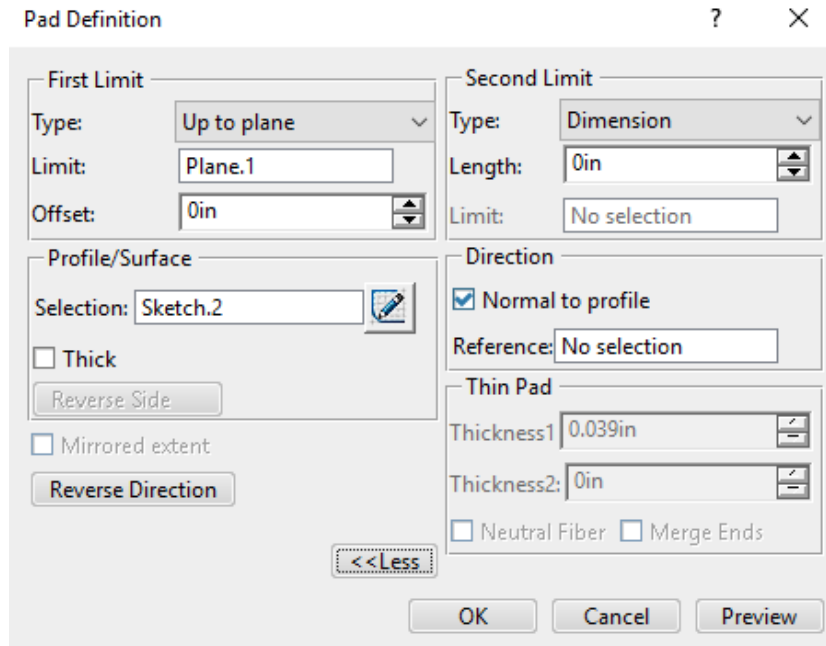 Pad Definition
?
First Limit
Type:
Up to plane
Limit:
Plane.1
Offset:
0in
Profile/Surface
Selection:
Sketch.2
Thick
Reverse Side
Mirrored extent
Reverse Direction
<<Less
Second Limit
Type:
Dimension
Length:
0in
Limit:
No selection
Direction
Normal to profile
Reference:
No selection
Thin Pad
Thickness1
0.039in
Thickness2:
0in
Neutral Fiber
Merge Ends
OK
Cancel
Preview